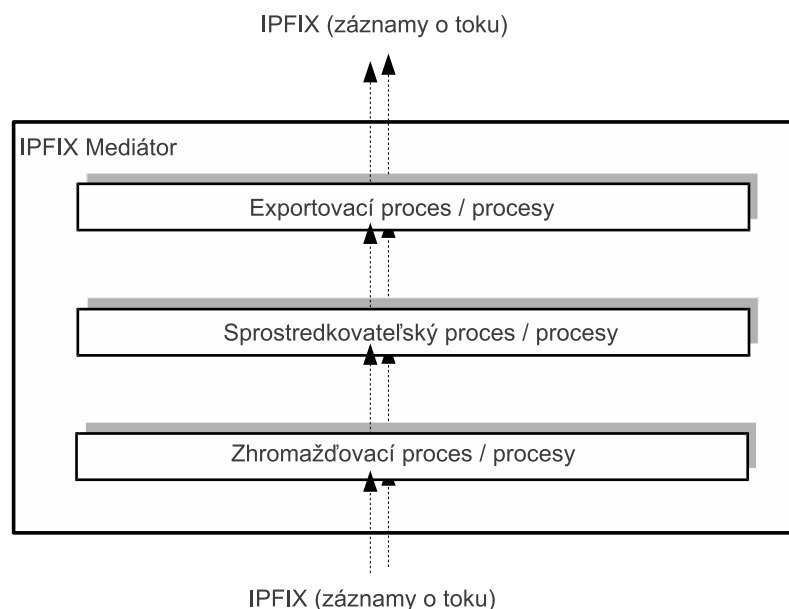 IPFIX (záznamy o toku)
IPFIX Mediátor
Exportovací proces / procesy
Sprostredkovateľský proces / procesy
Zhromažďovací proces / procesy
IPFIX (záznamy o toku)